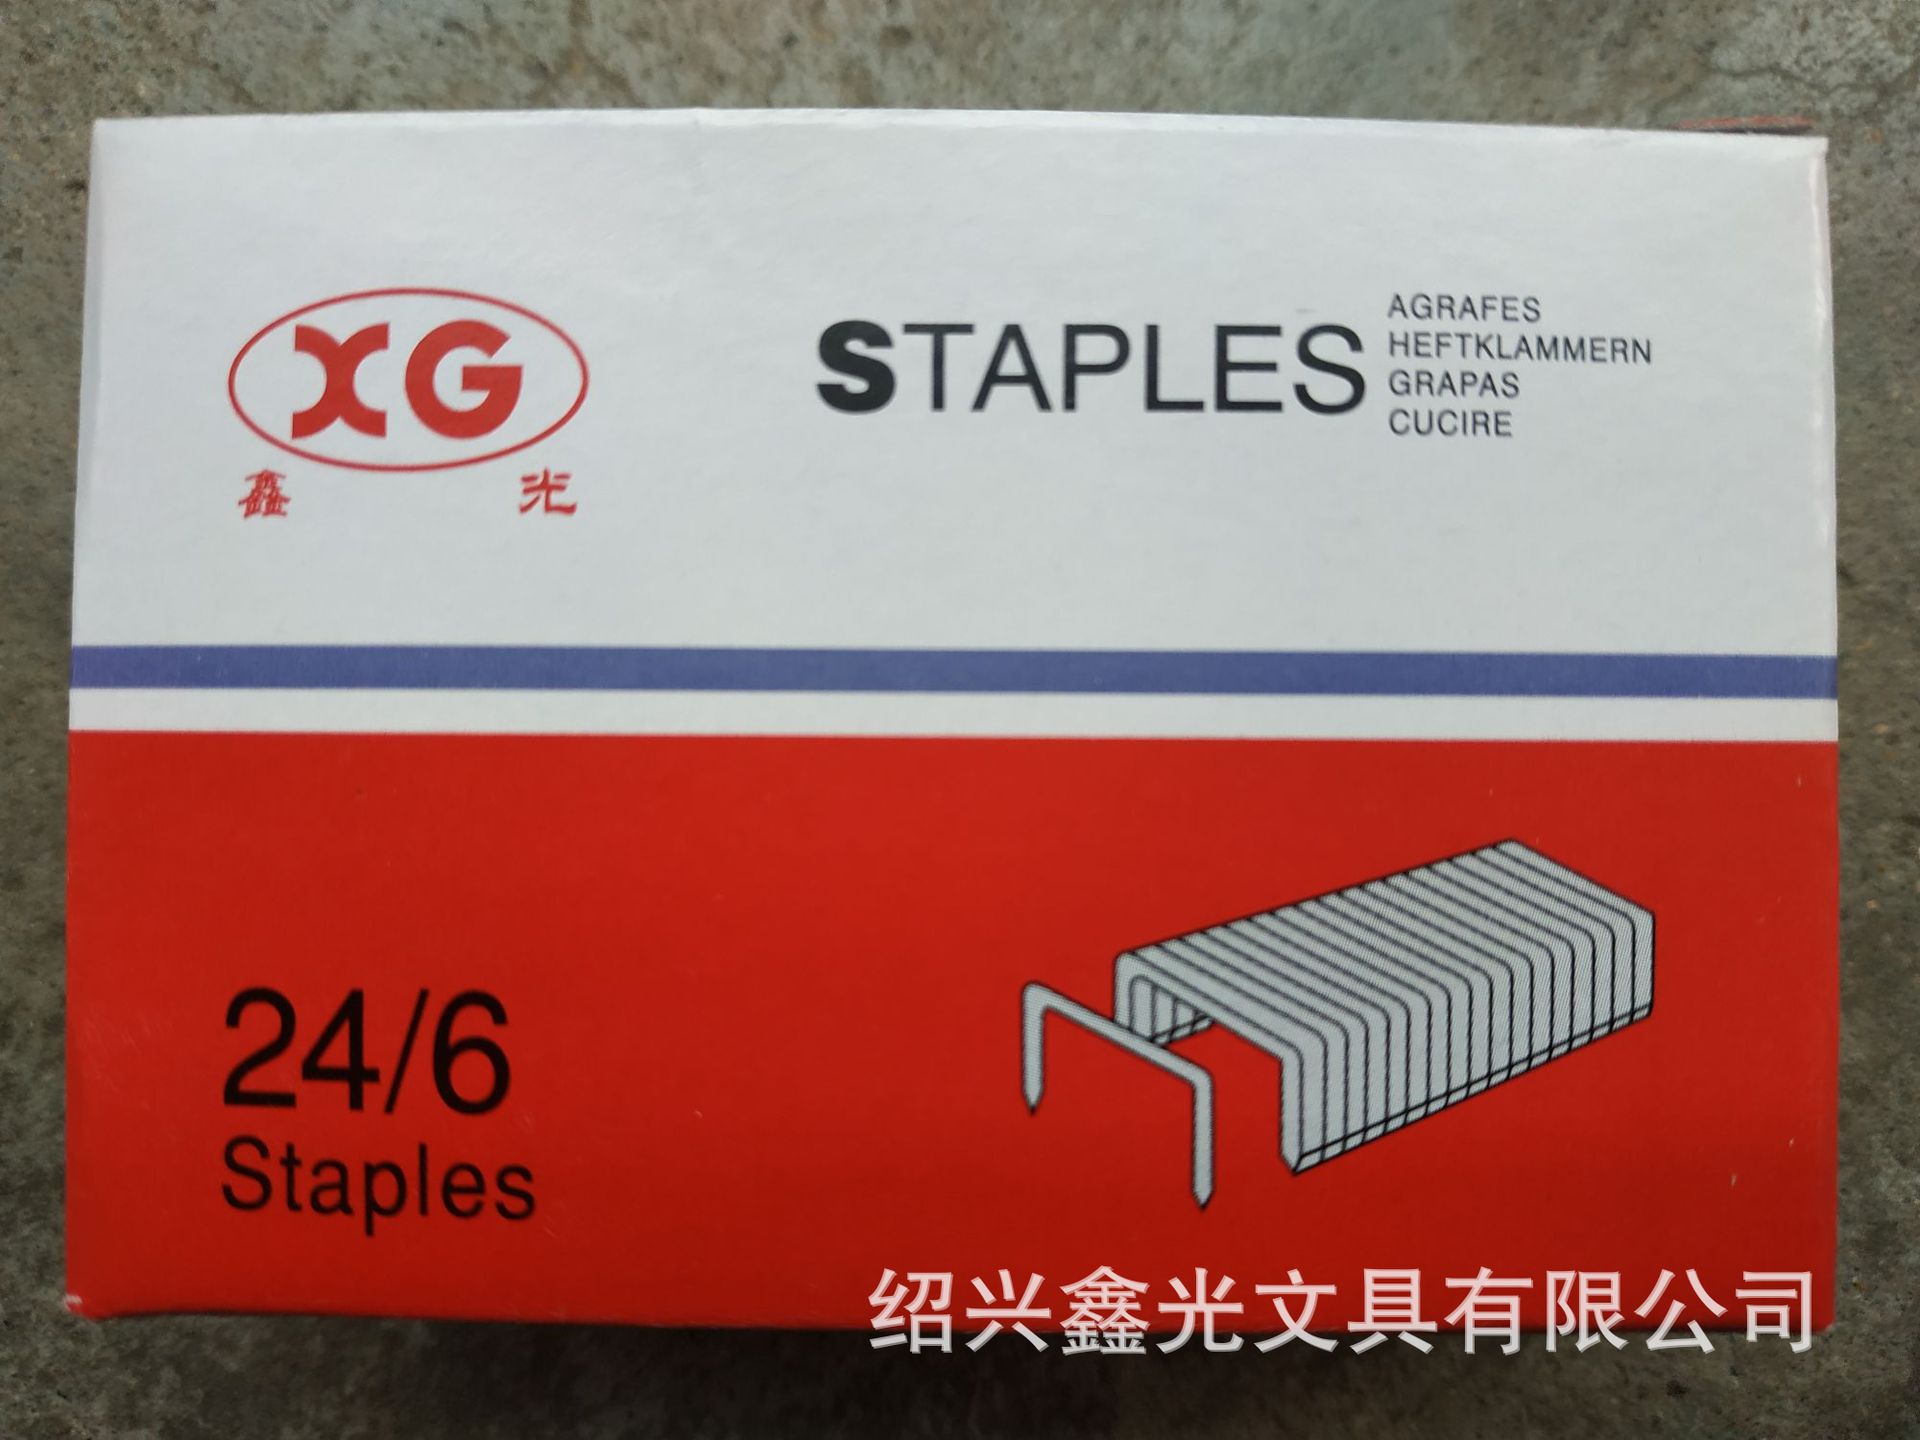 XG
鑫 光
STAPLES
AGRAFES
HEFTKLAMMERN
GRAPAS
CUCIRE
24/6
Staples
绍兴鑫光文具有限公司